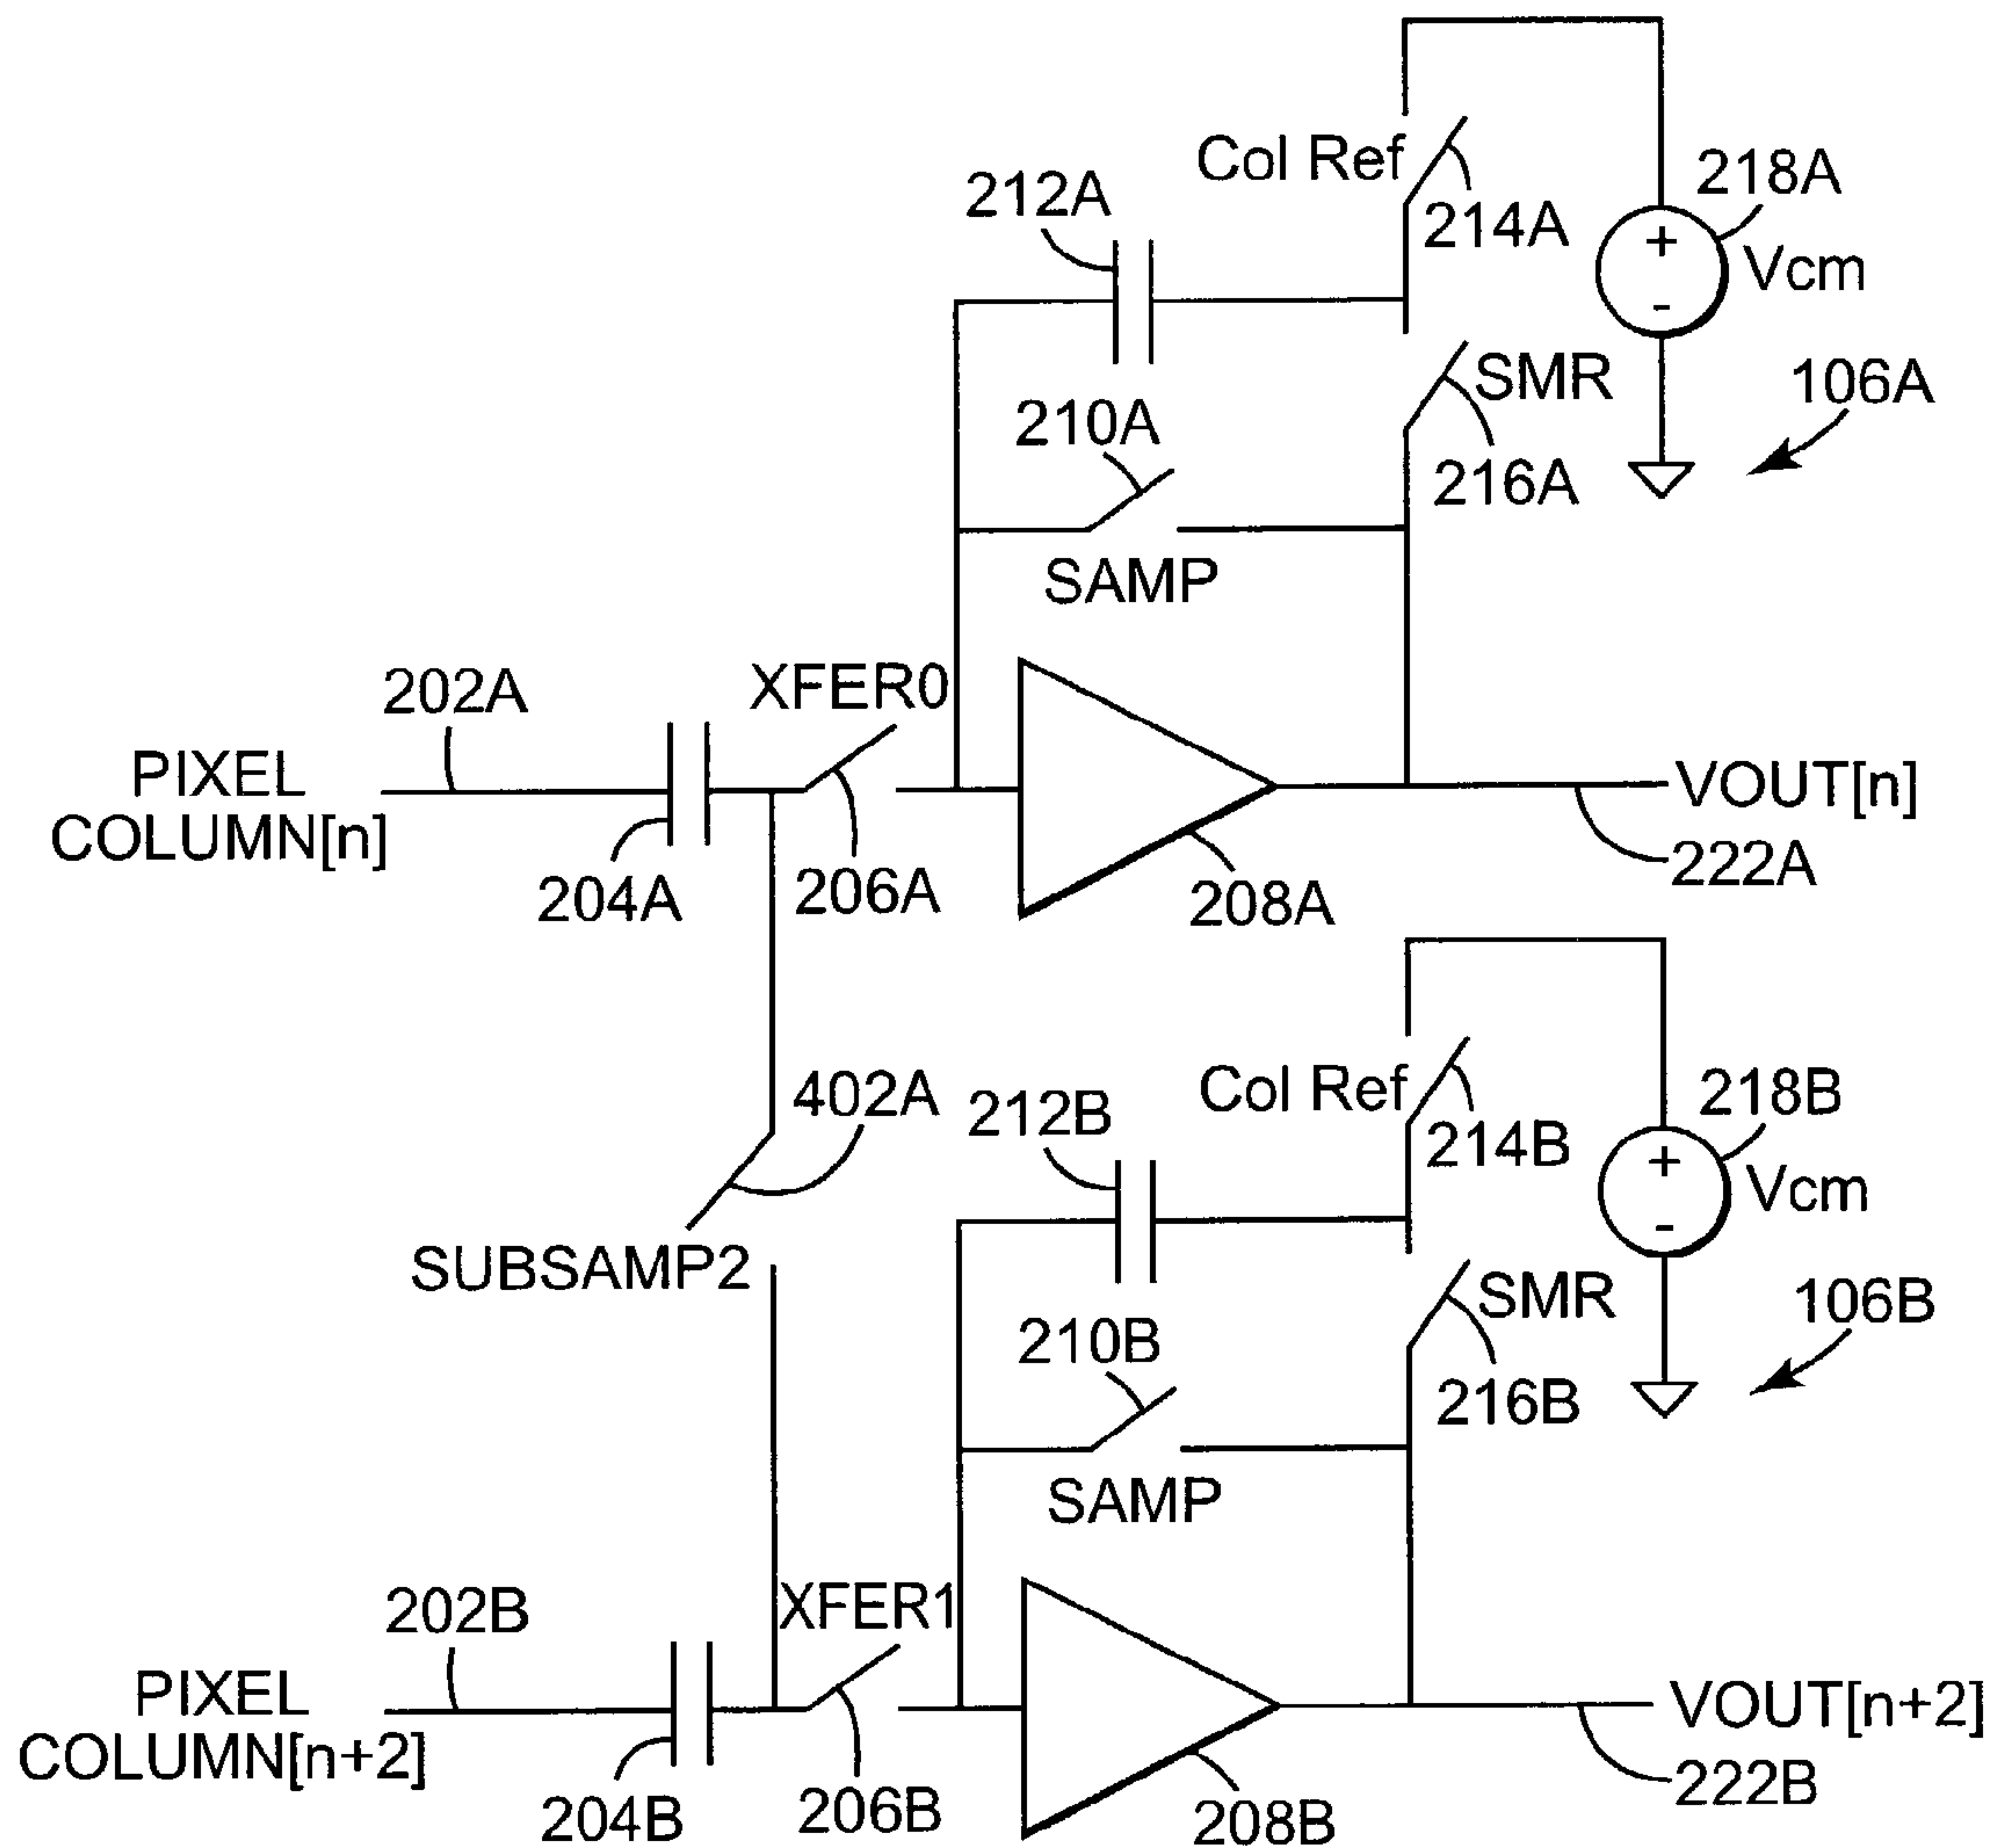 Col Ref
218A
212A
214A
+
Vcm
-
SMR
106A
210A
216A
SAMP
XFER0
202A
PIXEL
COLUMN[n]
VOUT[n]
222A
204A
206A
208A
402A
Col Ref
218B
212B
214B
+
Vcm
-
SUBSAMP2
SMR
106B
210B
216B
SAMP
XFER1
202B
PIXEL
COLUMN[n+2]
VOUT[n+2]
222B
204B
206B
208B